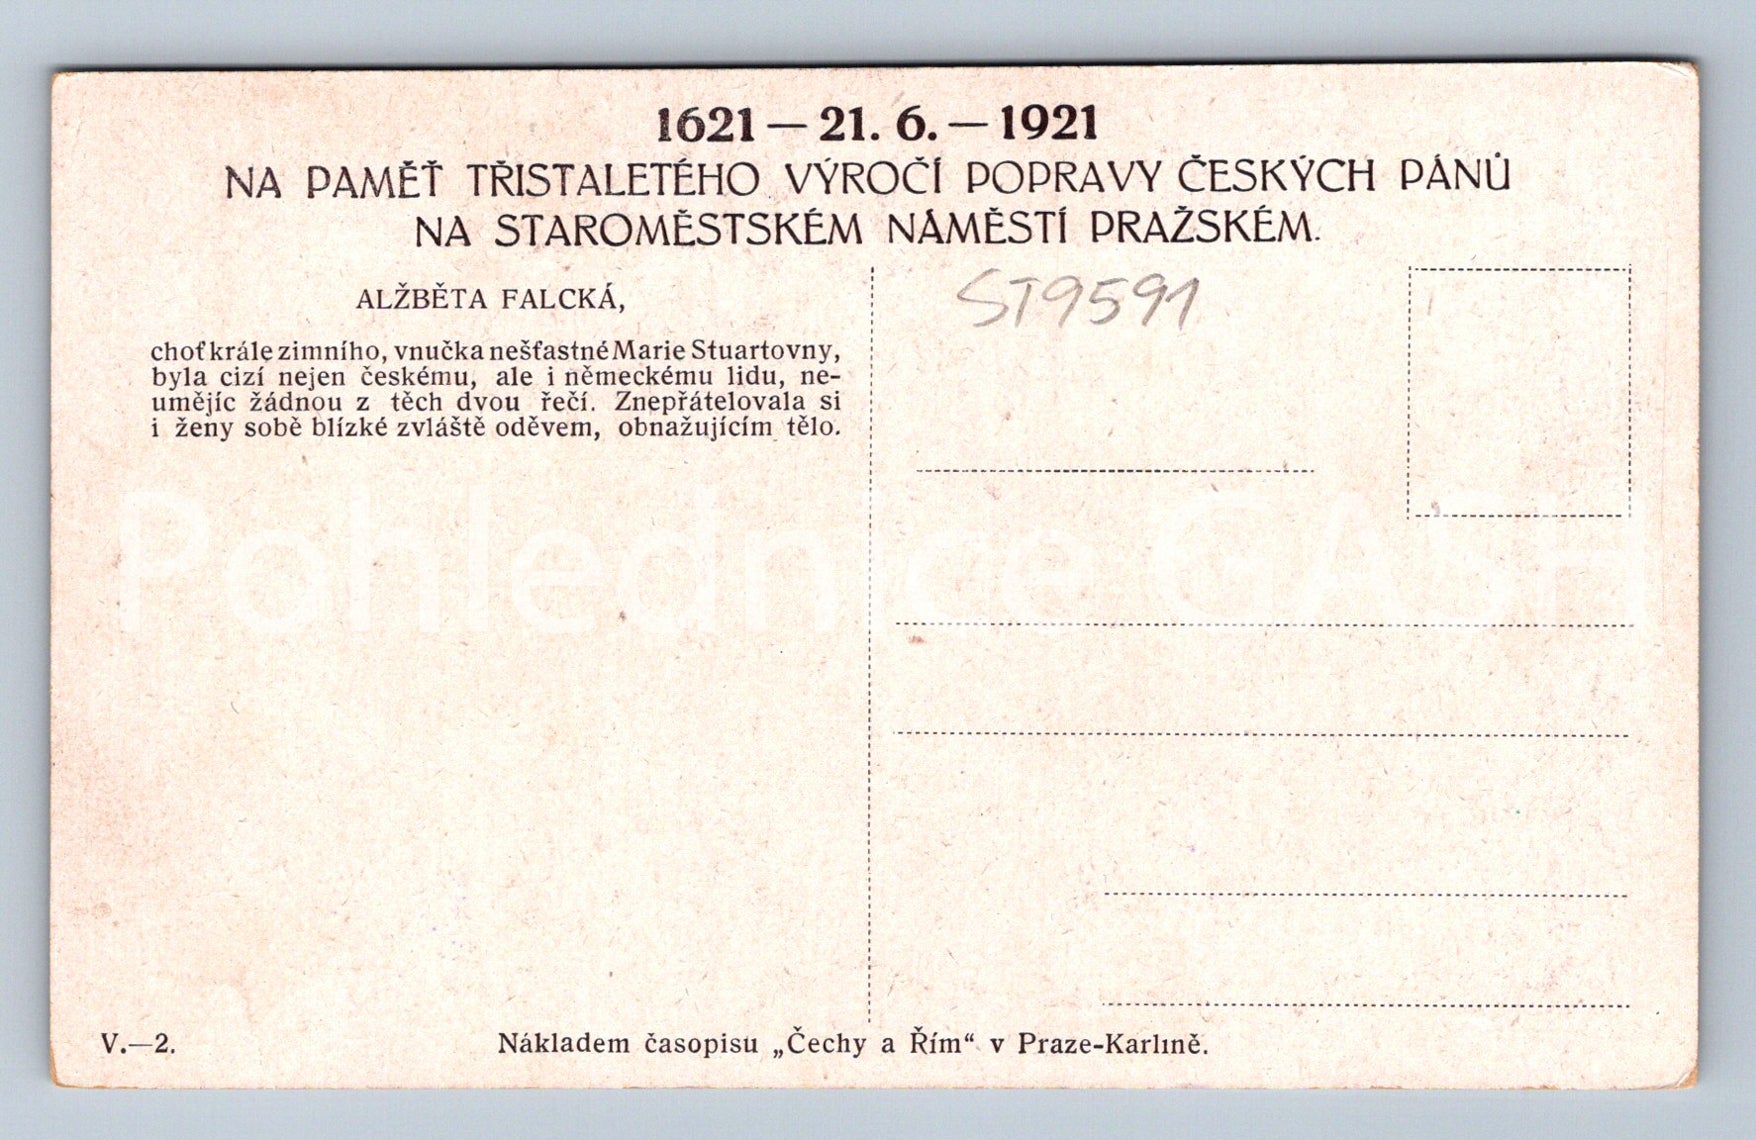 1621 — 21. 6. — 1921
NA PAMĚŤ TŘISTALETÉHO VÝROČÍ POPRAVY ČESKÝCH PÁNŮ
NA STAROMĚSTSKÉM NÁMĚSTÍ PRAŽSKÉM.
ALŽBĚTA FALCKÁ,
choť krále zimního, vnučka nešťastné Marie Stuartovny,
byla cizí nejen českému, ale i německému lidu, ne-
umějíc žádnou z těch dvou řečí. Znepřátelovala si
i ženy sobě blízké zvláště oděvem, obnažujícím tělo.
ST9591
Pohlednice GASH
V.—2.
Nákladem časopisu „Čechy a Řím“ v Praze-Karlíně.